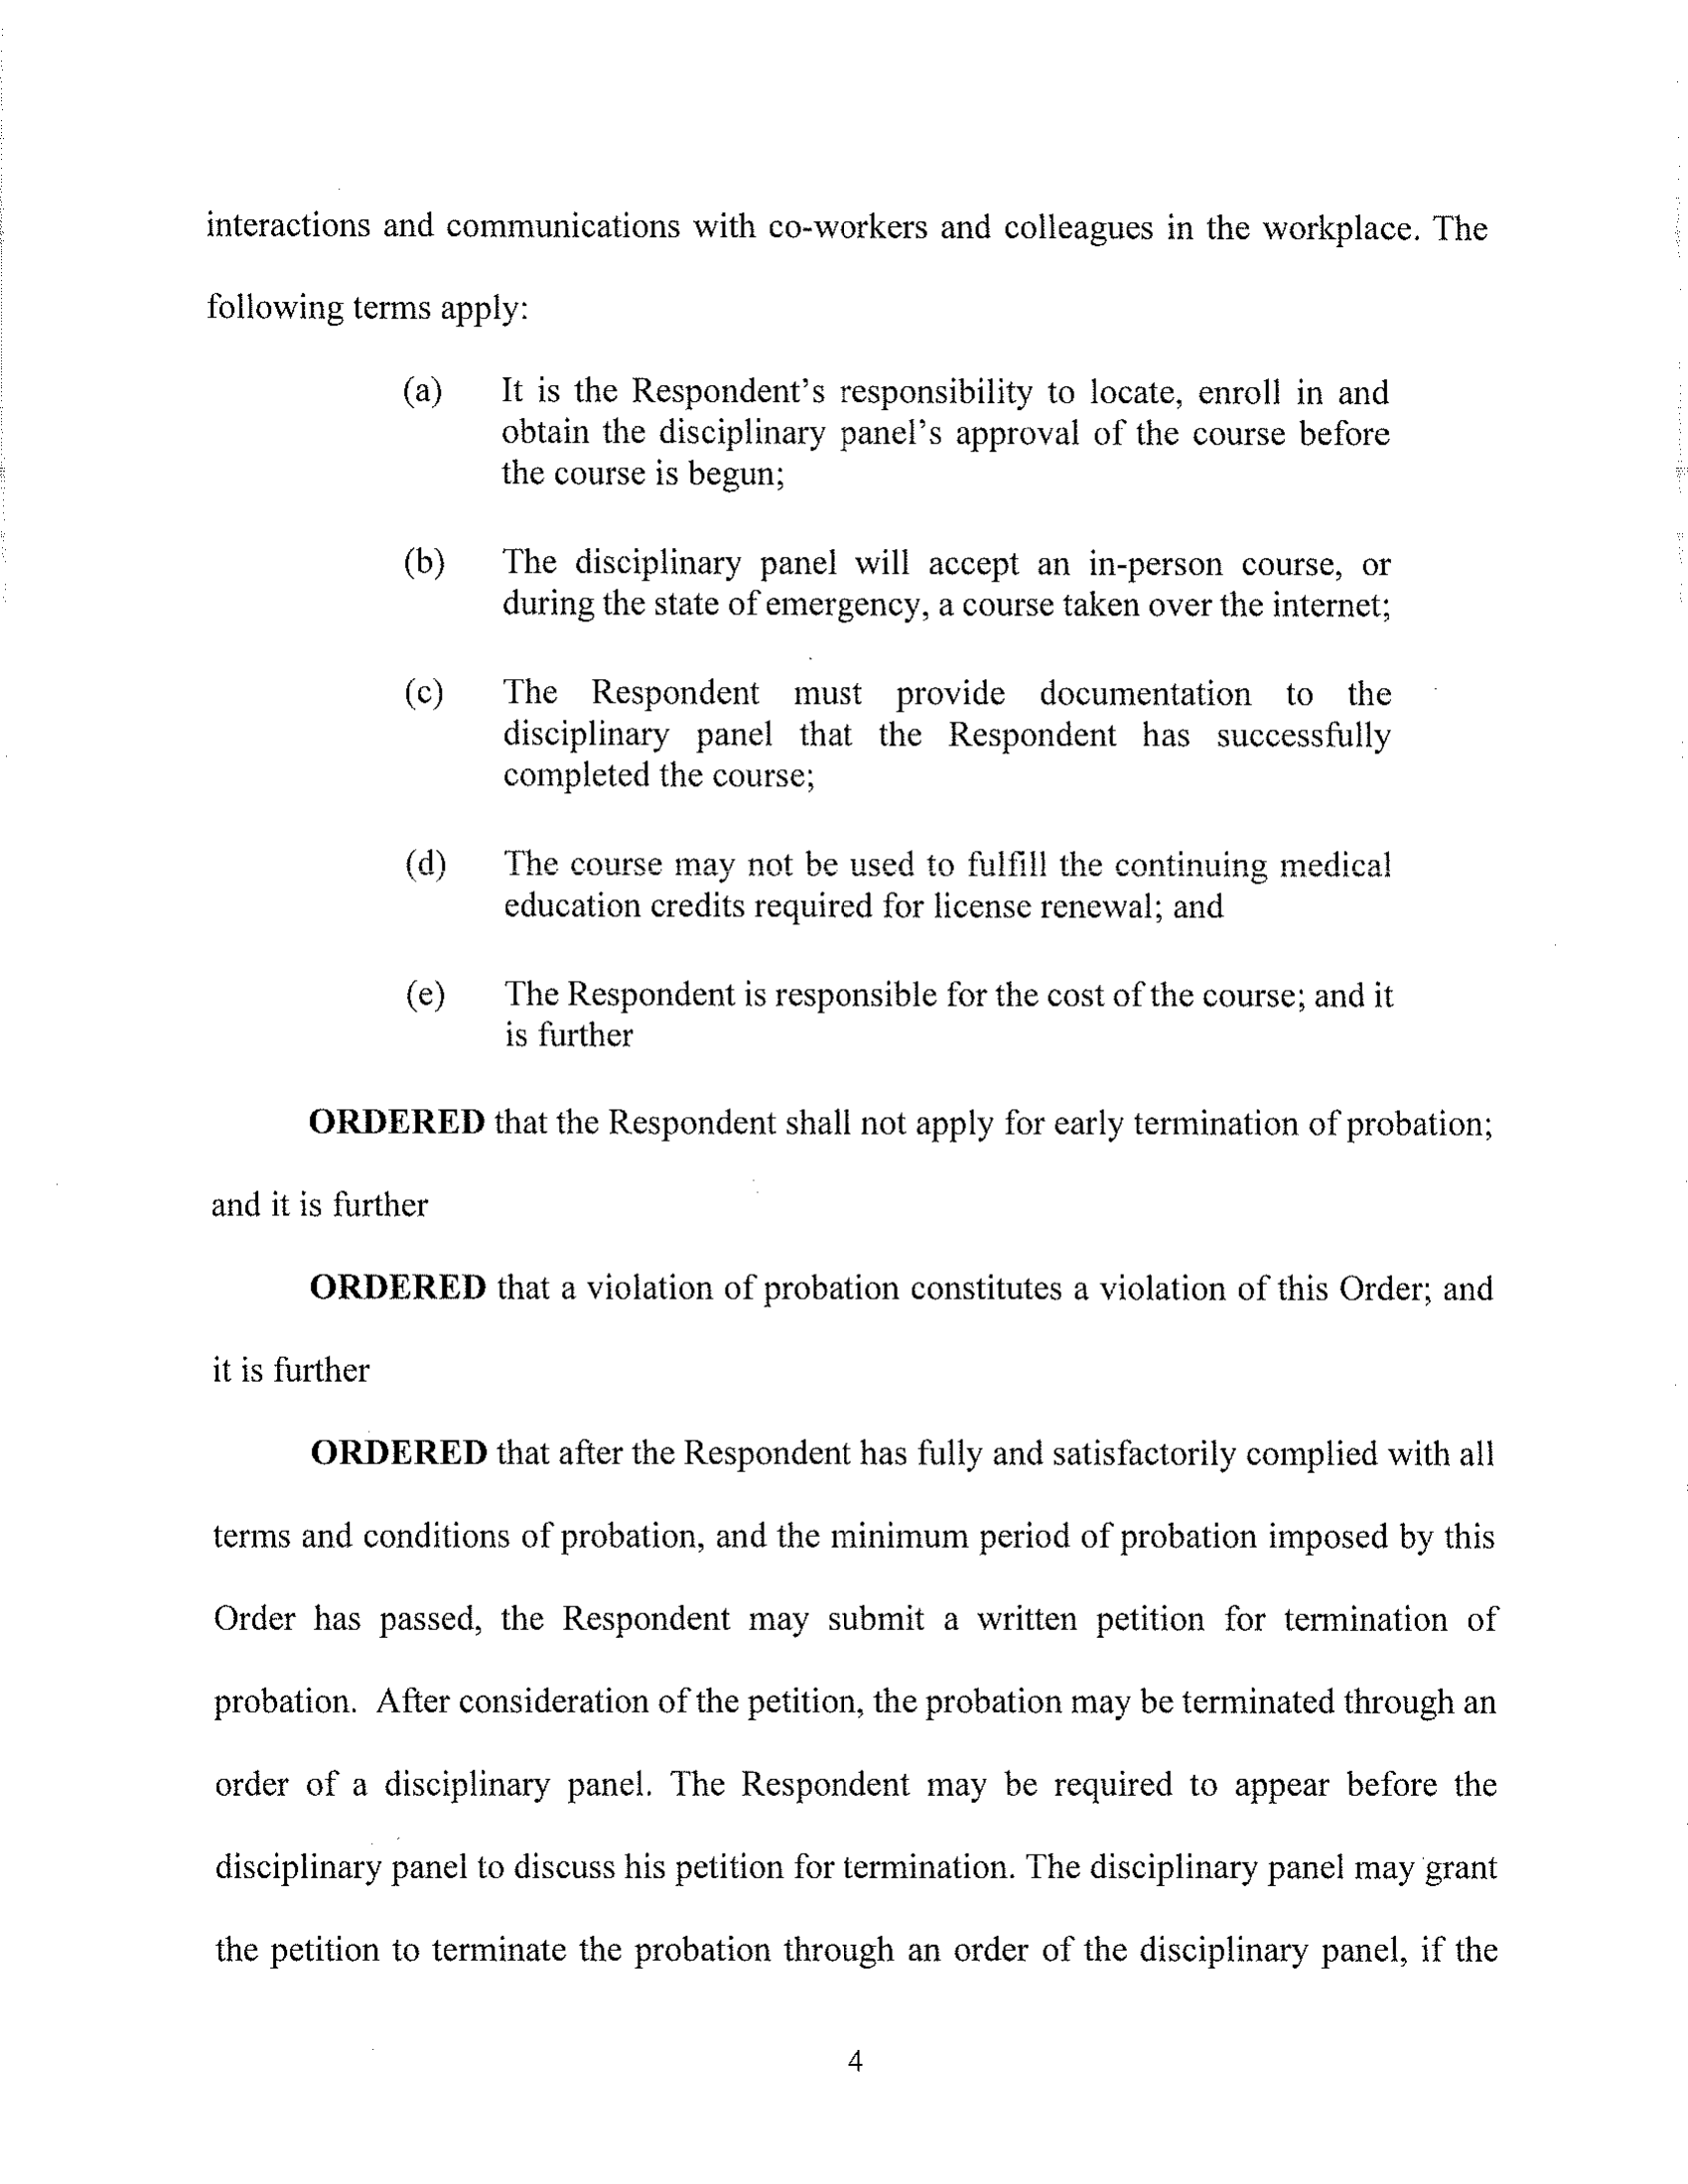 interactions and communications with co-workers and colleagues in the workplace. The
following terms apply:
(a) It is the Respondent's responsibility to locate, enroll in and
obtain the disciplinary panel's approval of the course before
the course is begun;
(b) The disciplinary panel will accept an in-person course, or
during the state of emergency, a course taken over the internet;
(c) The Respondent must provide documentation to the
disciplinary panel that the Respondent has successfully
completed the course;
(d) The course may not be used to fulfill the continuing medical
education credits required for license renewal; and
(e) The Respondent is responsible for the cost of the course; and it
is further
ORDERED that the Respondent shall not apply for early termination of probation;
and it is further
ORDERED that a violation of probation constitutes a violation of this Order; and
it is further
ORDERED that after the Respondent has fully and satisfactorily complied with all
terms and conditions of probation, and the minimum period of probation imposed by this
Order has passed, the Respondent may submit a written petition for termination of
probation. After consideration of the petition, the probation may be terminated through an
order of a disciplinary panel. The Respondent may be required to appear before the
disciplinary panel to discuss his petition for termination. The disciplinary panel may grant
the petition to terminate the probation through an order of the disciplinary panel, if the
4